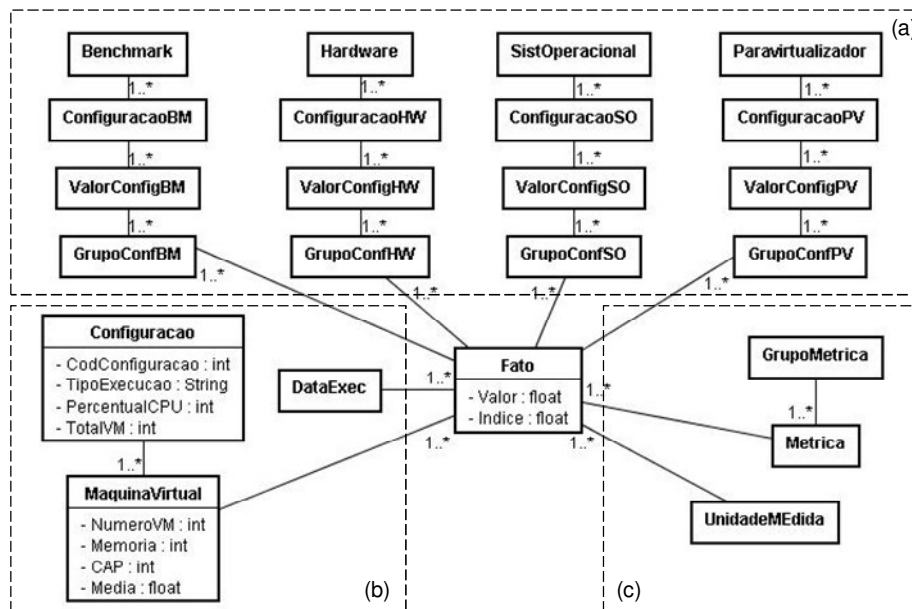 (a)
Benchmark
Hardware
SistOperacional
Paravirtualizador
1..*
1..*
1..*
1..*
ConfiguracaoBM
ConfiguracaoHW
ConfiguracaoSO
ConfiguracaoPV
1..*
1..*
1..*
1..*
ValorConfigBM
ValorConfigHW
ValorConfigSO
ValorConfigPV
1..*
1..*
1..*
1..*
GrupoConfBM
GrupoConfHW
GrupoConfSO
GrupoConfPV
1..*
1..*
1..*
1..*
Configuracao
- CodConfiguracao : int
- TipoExecucao : String
- PercentualCPU : int
- TotalVM : int
1..*
MaquinaVirtual
- NumeroVM : int
- Memoria : int
- CAP : int
- Media : float
(b)
DataExec
1..*
1..*
Fato
- Valor : float
- Indice : float
1..*
1..*
GrupoMetrica
1..*
Metrica
UnidadeMEdida
(c)